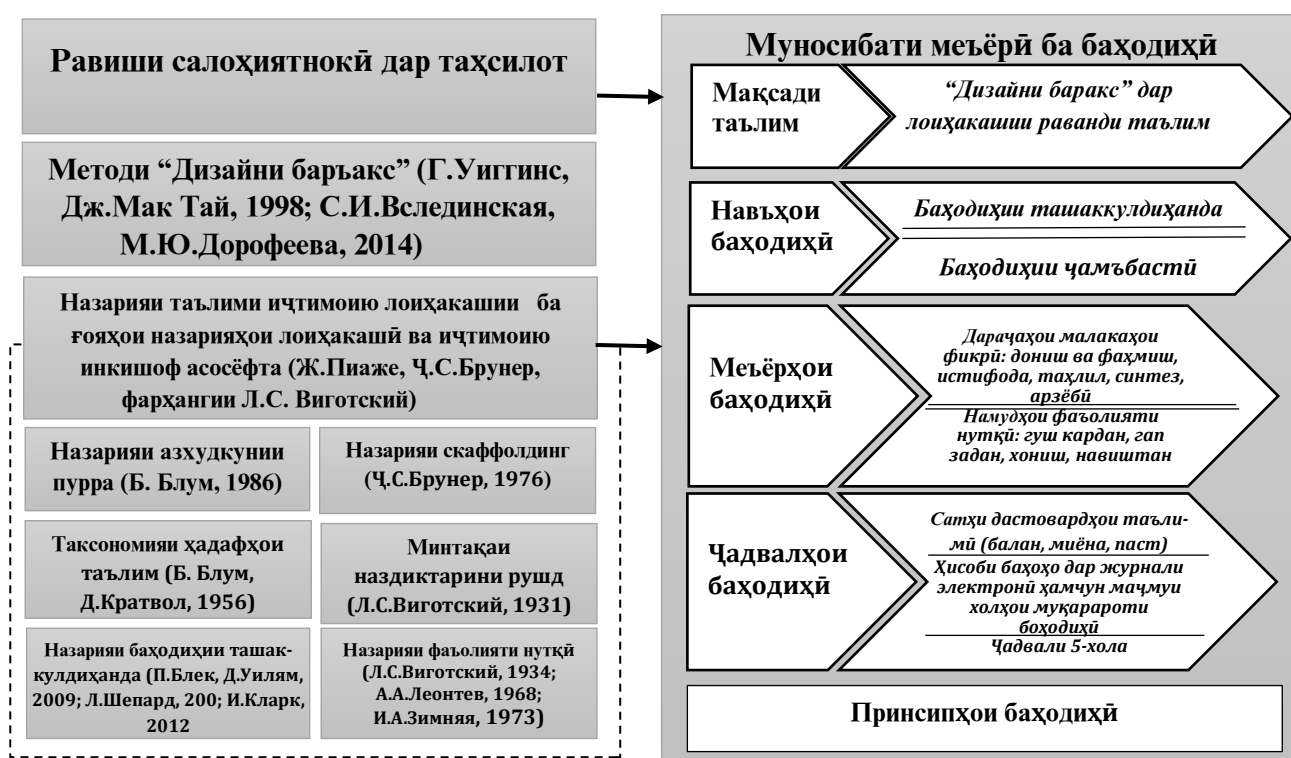 Равиши салоҳиятнокӣ дар таҳсилот
Методи “Дизайни баръакс” (Г.Уиггинс,
Дж.Мак Тай, 1998; С.И.Вслединская,
М.Ю.Дорофеева, 2014)
Назарияи таълими иҷтимоию лоиҳакашии ба
ғояҳои назарияҳои лоиҳакашӣ ва иҷтимоию
инкишоф асосёфта (Ж.Пиаже, Ҷ.С.Брунер,
фарҳангии Л.С. Виготский)
Назарияи азхудкунии
пурра (Б. Блум, 1986)
Назарияи скаффолдинг
(Ҷ.С.Брунер, 1976)
Таксономияи ҳадафҳои
таълим (Б. Блум,
Д.Кратвол, 1956)
Минтақаи
наздиктарини рушд
(Л.С.Виготский, 1931)
Назарияи баҳодиҳии ташак-
кулдиҳанда (П.Блек, Д.Уилям,
2009; Л.Шепард, 200; И.Кларк,
2012
Назарияи фаъолияти нутқӣ
(Л.С.Виготский, 1934;
А.А.Леонтев, 1968;
И.А.Зимняя, 1973)
Муносибати меъёрӣ ба баҳодиҳӣ
Мақсади
таълим
“Дизайни баракс” дар
лоиҳакашии раванди таълим
Навъҳои
баҳодиҳӣ
Баҳодиҳии ташаккулдиҳанда
Баҳодиҳии ҷамъбастӣ
Меъёрҳои
баҳодиҳӣ
Дараҷаҳои малакаҳои
фикрӣ: дониш ва фаҳмиш,
истифода, таҳлил, синтез,
арзёбӣ
Намудҳои фаъолияти
нутқӣ: гуш кардан, гап
задан, хониш, навиштан
Ҷадвалҳои
баҳодиҳӣ
Сатҳи дастовардҳои таъли-
мӣ (балан, миёна, паст)
Ҳисоби баҳоҳо дар журнали
электронӣ ҳамчун маҷмуи
холҳои муқарароти
боҳодиҳӣ
Ҷадвали 5-хола
Принсипҳои баҳодиҳӣ